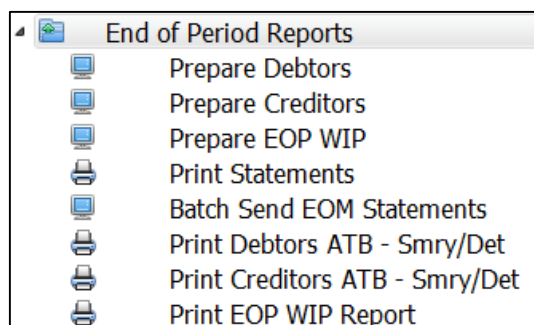 End of Period Reports
Prepare Debtors
Prepare Creditors
Prepare EOP WIP
Print Statements
Batch Send EOM Statements
Print Debtors ATB - Smry/Det
Print Creditors ATB - Smry/Det
Print EOP WIP Report